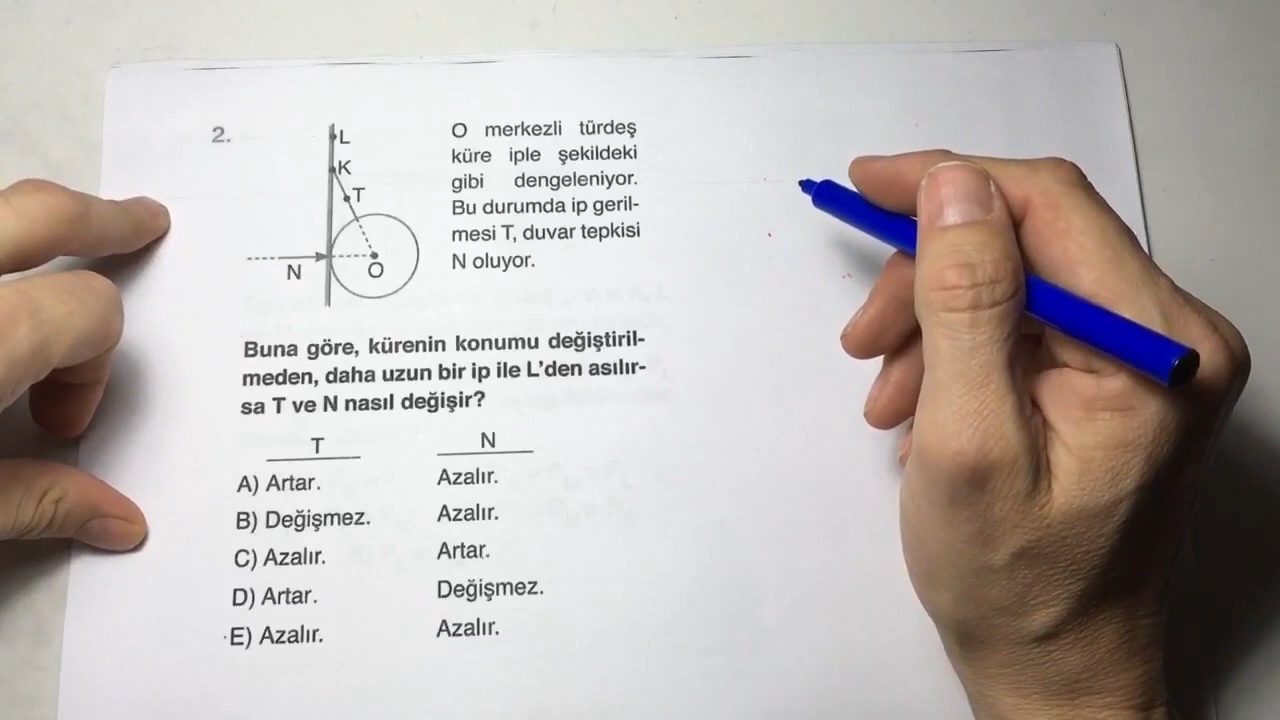 2.
L
K
T
N
O
O merkezli türdeş
küre iple şekildeki
gibi dengeleniyor.
Bu durumda ip geril-
mesi T, duvar tepkisi
N oluyor.
Buna göre, kürenin konumu değiştiril-
meden, daha uzun bir ip ile L'den asılır-
sa T ve N nasıl değişir?
T N
A) Artar. Azalır.
B) Değişmez. Azalır.
C) Azalır. Artar.
D) Artar. Değişmez.
E) Azalır. Azalır.